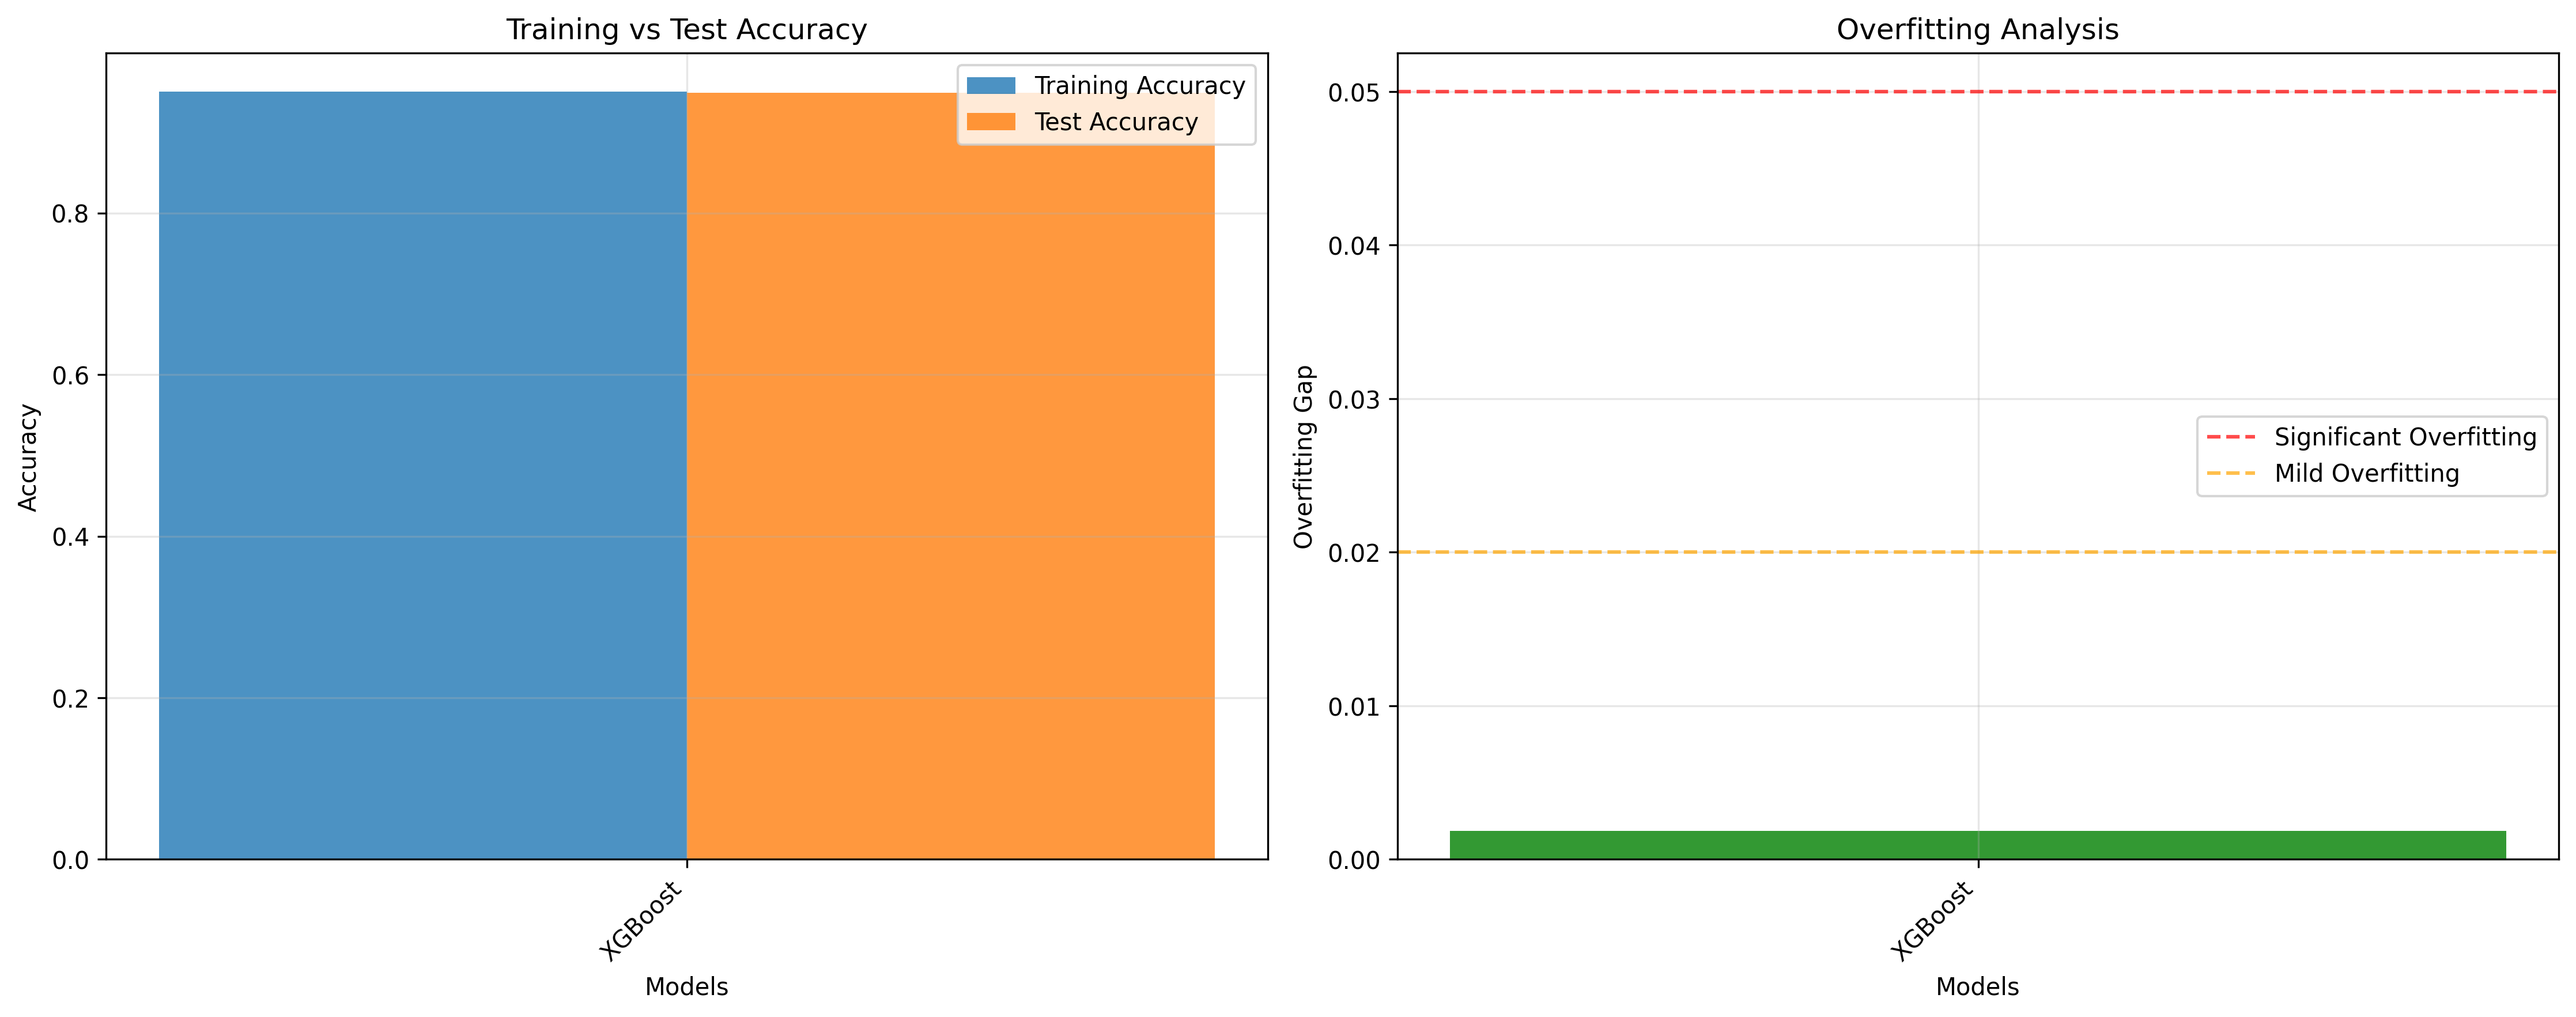 Training vs Test Accuracy
Training Accuracy
Test Accuracy
Accuracy
0.8
0.6
0.4
0.2
0.0
XGBoost
Models
Overfitting Analysis
Overfitting Gap
0.05
0.04
0.03
0.02
0.01
0.00
Significant Overfitting
Mild Overfitting
XGBoost
Models